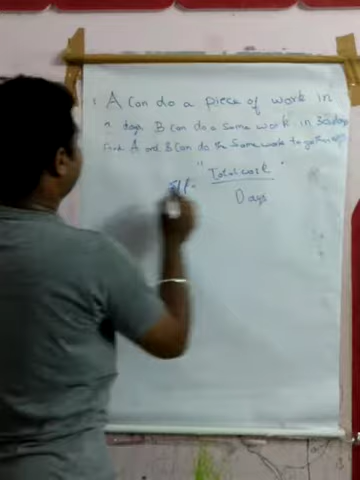 A Can do a piece of work in
days B Can do a Same work in 30 days
Find A and B Can do the Same work together
Eff = "Total work"
Days